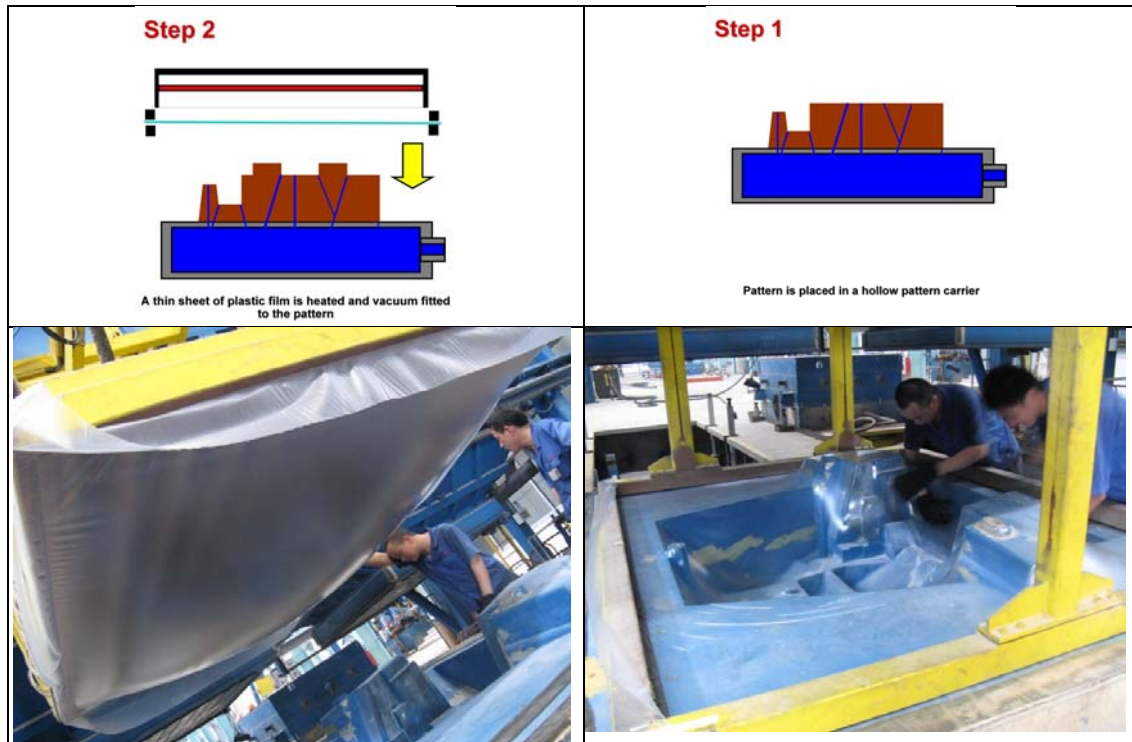 Step 2
A thin sheet of plastic film is heated and vacuum fitted
to the pattern
Step 1
Pattern is placed in a hollow pattern carrier